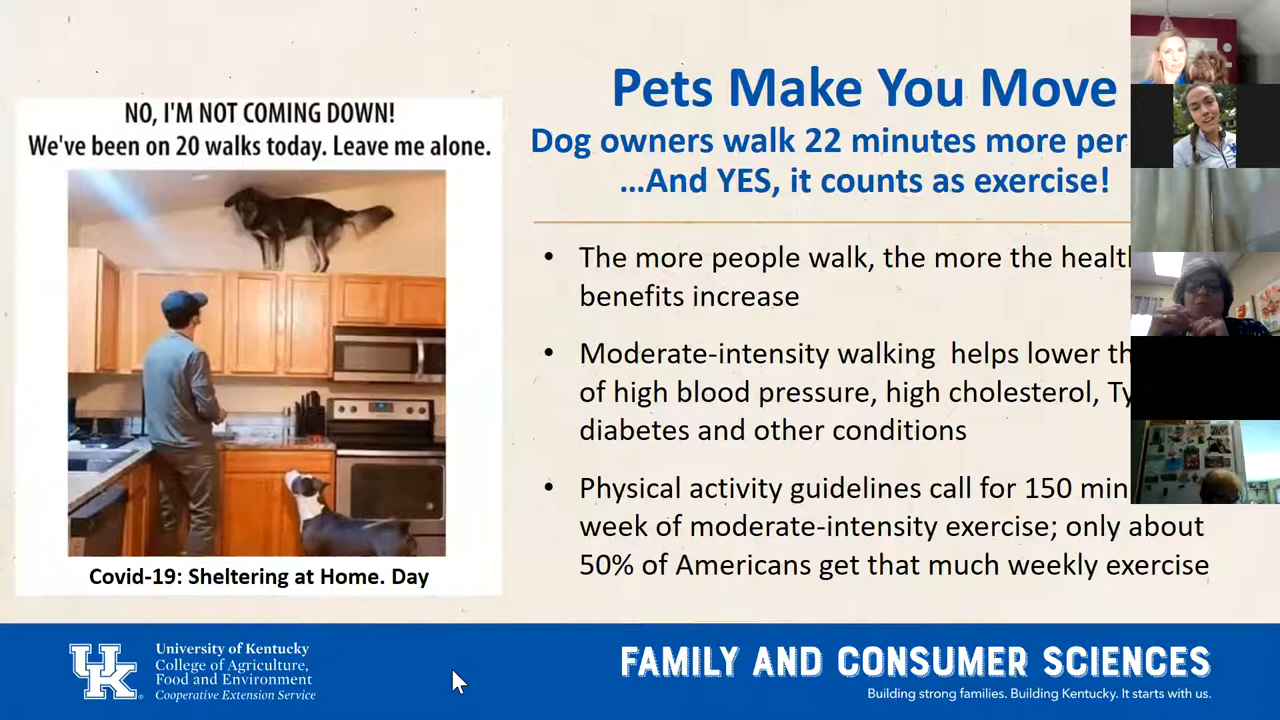 NO, I'M NOT COMING DOWN!
We've been on 20 walks today. Leave me alone.
Covid-19: Sheltering at Home. Day
Pets Make You Move
Dog owners walk 22 minutes more per
...And YES, it counts as exercise!
• The more people walk, the more the
benefits increase
• Moderate-intensity walking helps lower
of high blood pressure, high cholesterol,
diabetes and other conditions
• Physical activity guidelines call for 150
week of moderate-intensity exercise; only about
50% of Americans get that much weekly exercise
UK
University of Kentucky
College of Agriculture,
Food and Environment
Cooperative Extension Service
FAMILY AND CONSUMER SCIENCES
Building strong families. Building Kentucky. It starts with us.